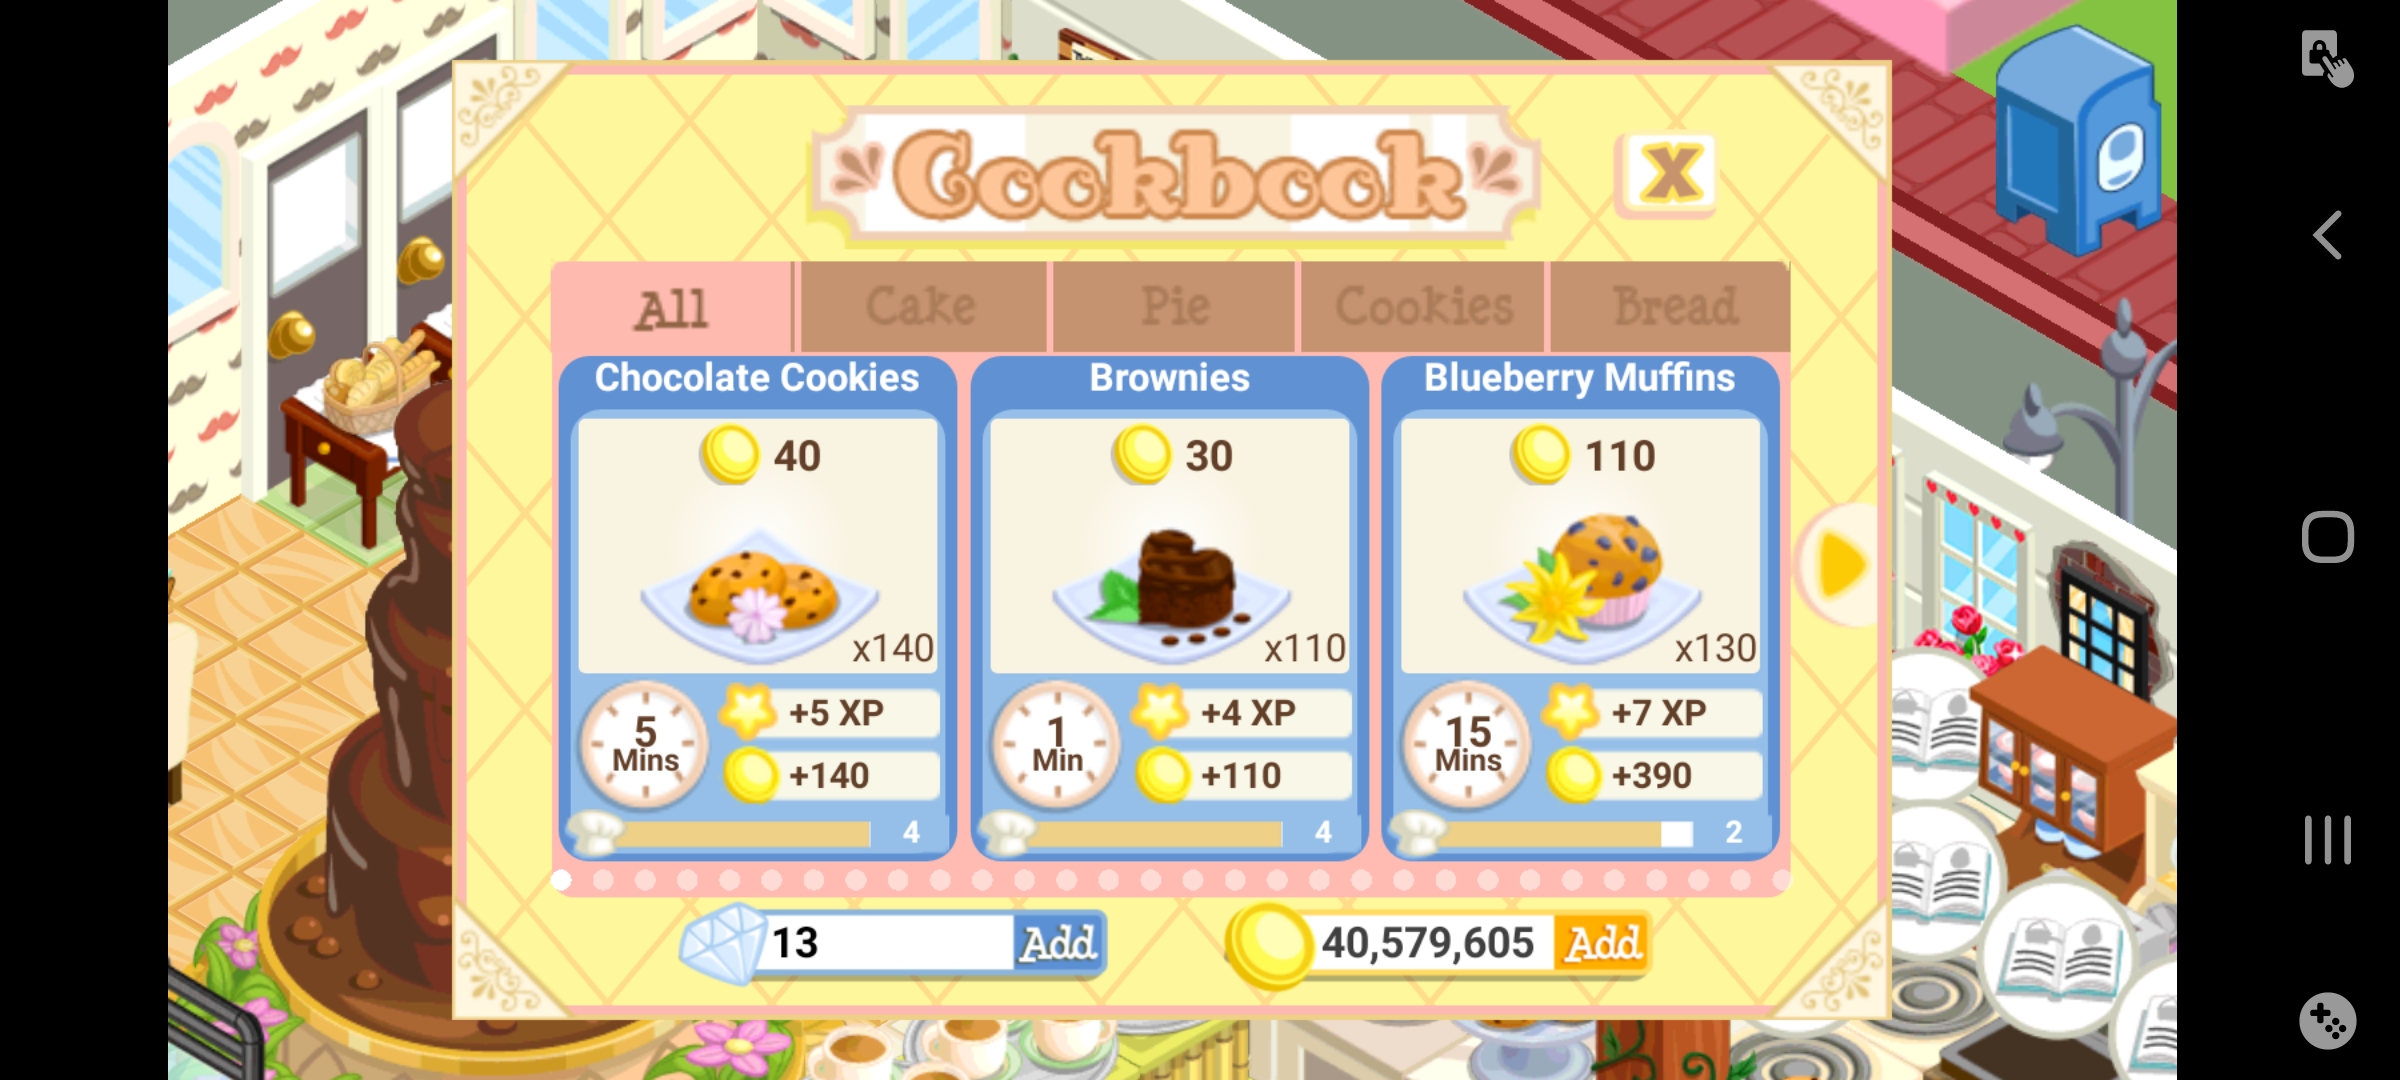 Cookbook
X
All
Cake
Pie
Cookies
Bread
Chocolate Cookies
40
x140
5
Mins
+5 XP
+140
4
Brownies
30
x110
1
Min
+4 XP
+110
4
Blueberry Muffins
110
x130
15
Mins
+7 XP
+390
2
13
Add
40,579,605
Add